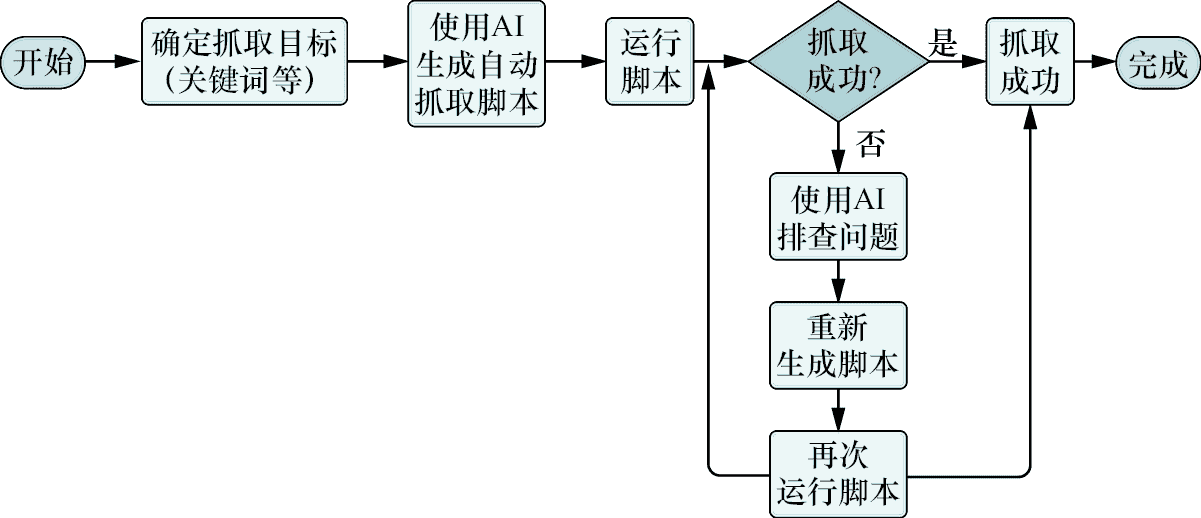 开始
确定抓取目标
(关键词等)
使用AI
生成自动
抓取脚本
运行
脚本
抓取
成功?
是
抓取
成功
完成
否
使用AI
排查问题
重新
生成脚本
再次
运行脚本